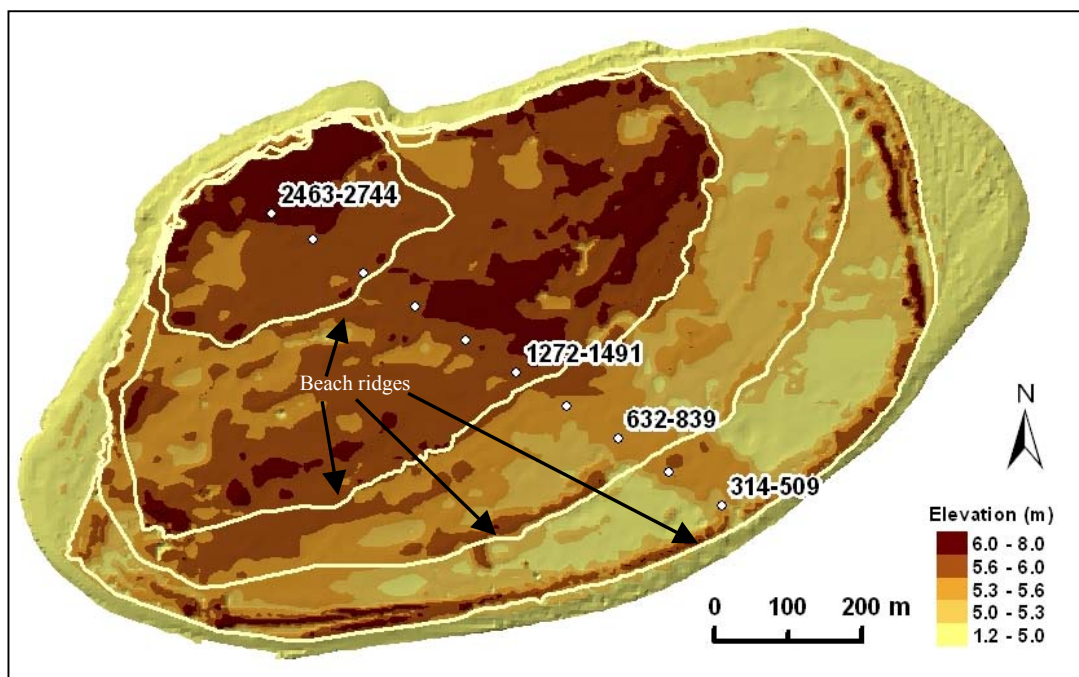 2463-2744
1272-1491
Beach ridges
632-839
N
314-509
Elevation (m)
6.0 - 8.0
5.6 - 6.0
5.3 - 5.6
5.0 - 5.3
1.2 - 5.0
0 100 200 m